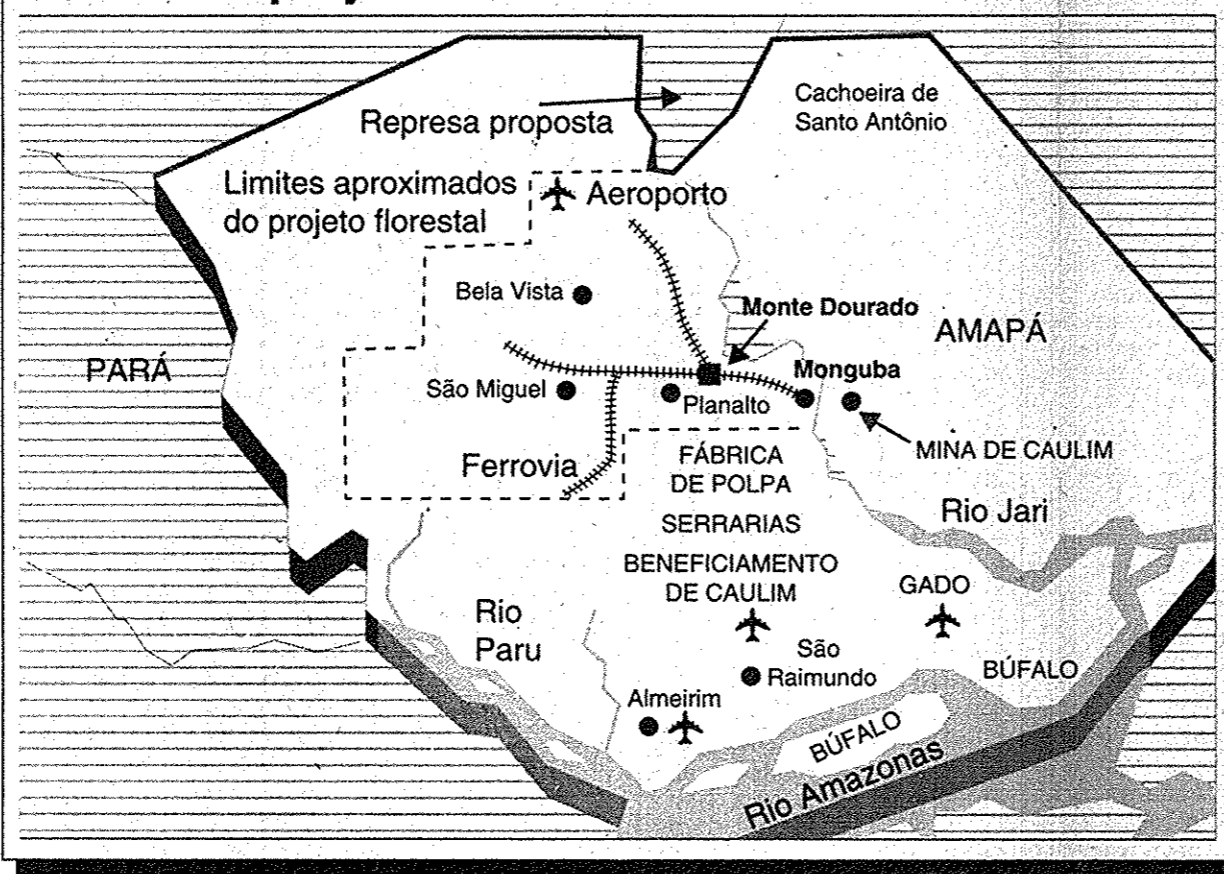 Cachoeira de
Santo Antônio
Represa proposta
Limites aproximados
do projeto florestal
Aeroporto
Bela Vista
Monte Dourado
AMAPÁ
PARÁ
São Miguel
Planalto
Monguba
MINA DE CAULIM
Ferrovia
FÁBRICA
DE POLPA
SERRARIAS
BENEFICIAMENTO
DE CAULIM
Rio Jari
GADO
Rio
Paru
São
Raimundo
BÚFALO
Almeirim
BÚFALO
Rio Amazonas